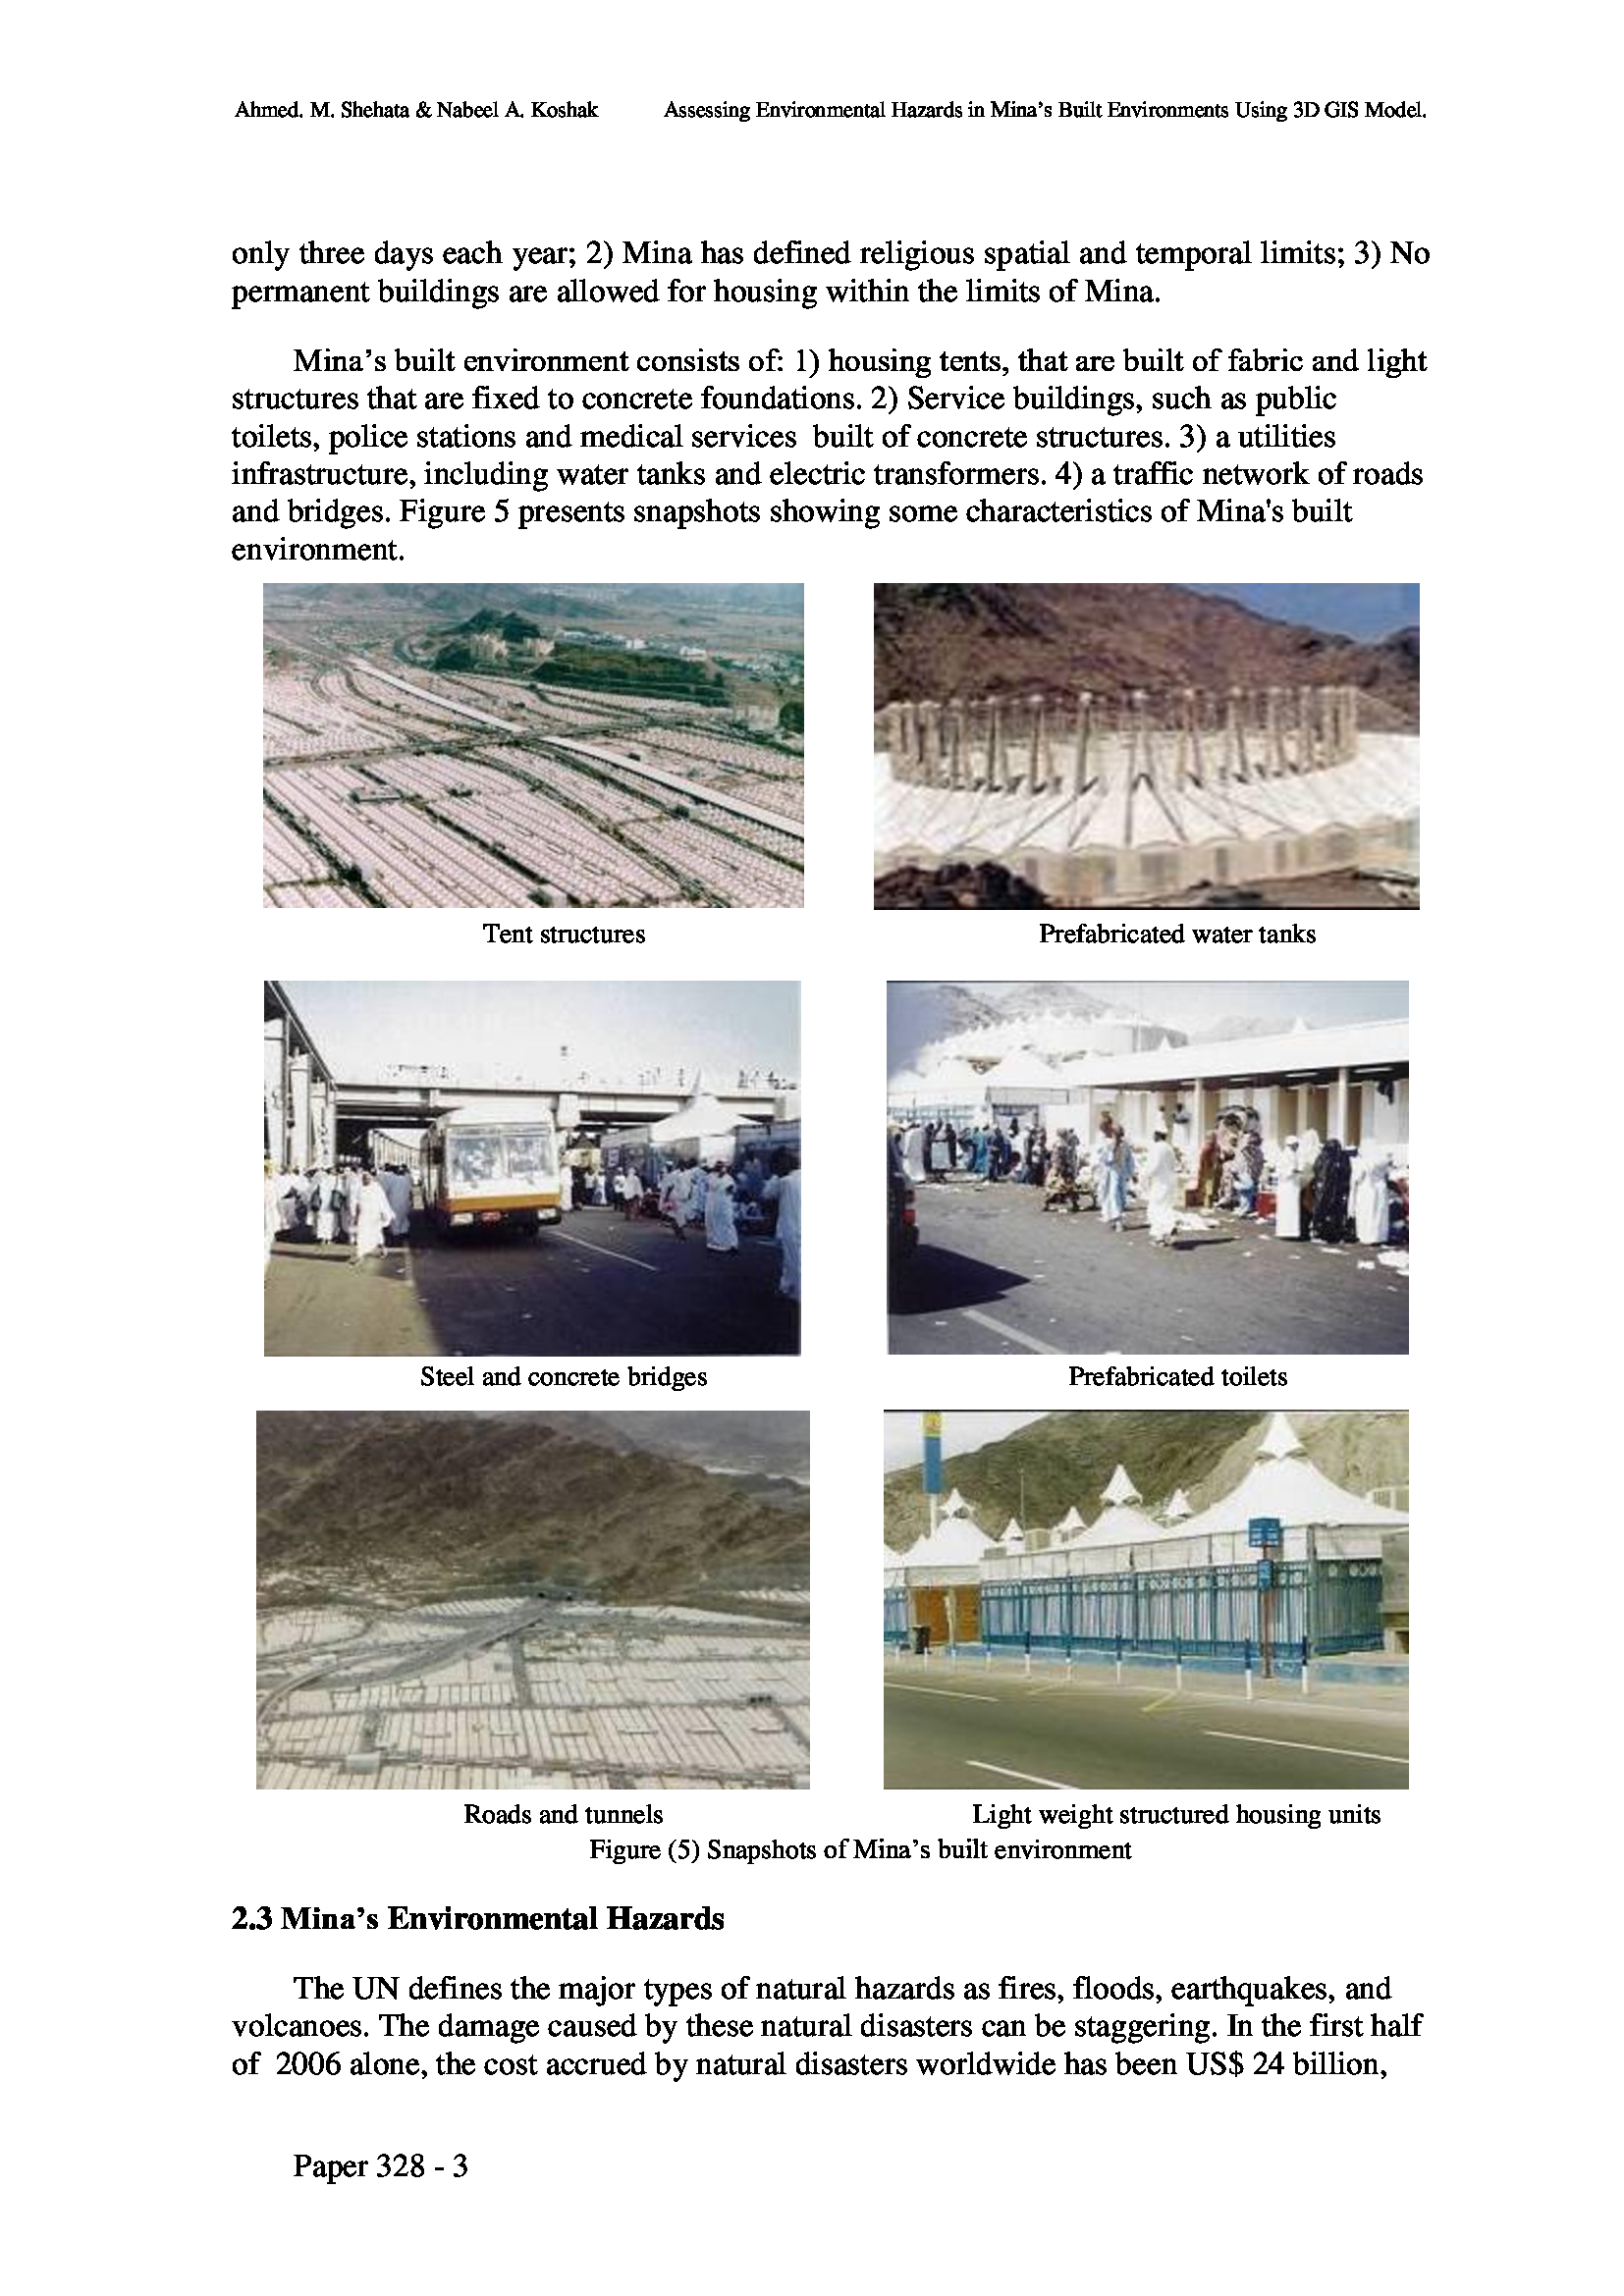 Ahmed. M. Shehata & Nabeel A. Koshak Assessing Environmental Hazards in Mina’s Built Environments Using 3D GIS Model.
only three days each year; 2) Mina has defined religious spatial and temporal limits; 3) No
permanent buildings are allowed for housing within the limits of Mina.
Mina’s built environment consists of: 1) housing tents, that are built of fabric and light
structures that are fixed to concrete foundations. 2) Service buildings, such as public
toilets, police stations and medical services  built of concrete structures. 3) a utilities
infrastructure, including water tanks and electric transformers. 4) a traffic network of roads
and bridges. Figure 5 presents snapshots showing some characteristics of Mina's built
environment.
Tent structures
Prefabricated water tanks
Steel and concrete bridges
Prefabricated toilets
Roads and tunnels
Light weight structured housing units
Figure (5) Snapshots of Mina’s built environment
2.3 Mina’s Environmental Hazards
The UN defines the major types of natural hazards as fires, floods, earthquakes, and
volcanoes. The damage caused by these natural disasters can be staggering. In the first half
of  2006 alone, the cost accrued by natural disasters worldwide has been US$ 24 billion,
Paper 328 - 3